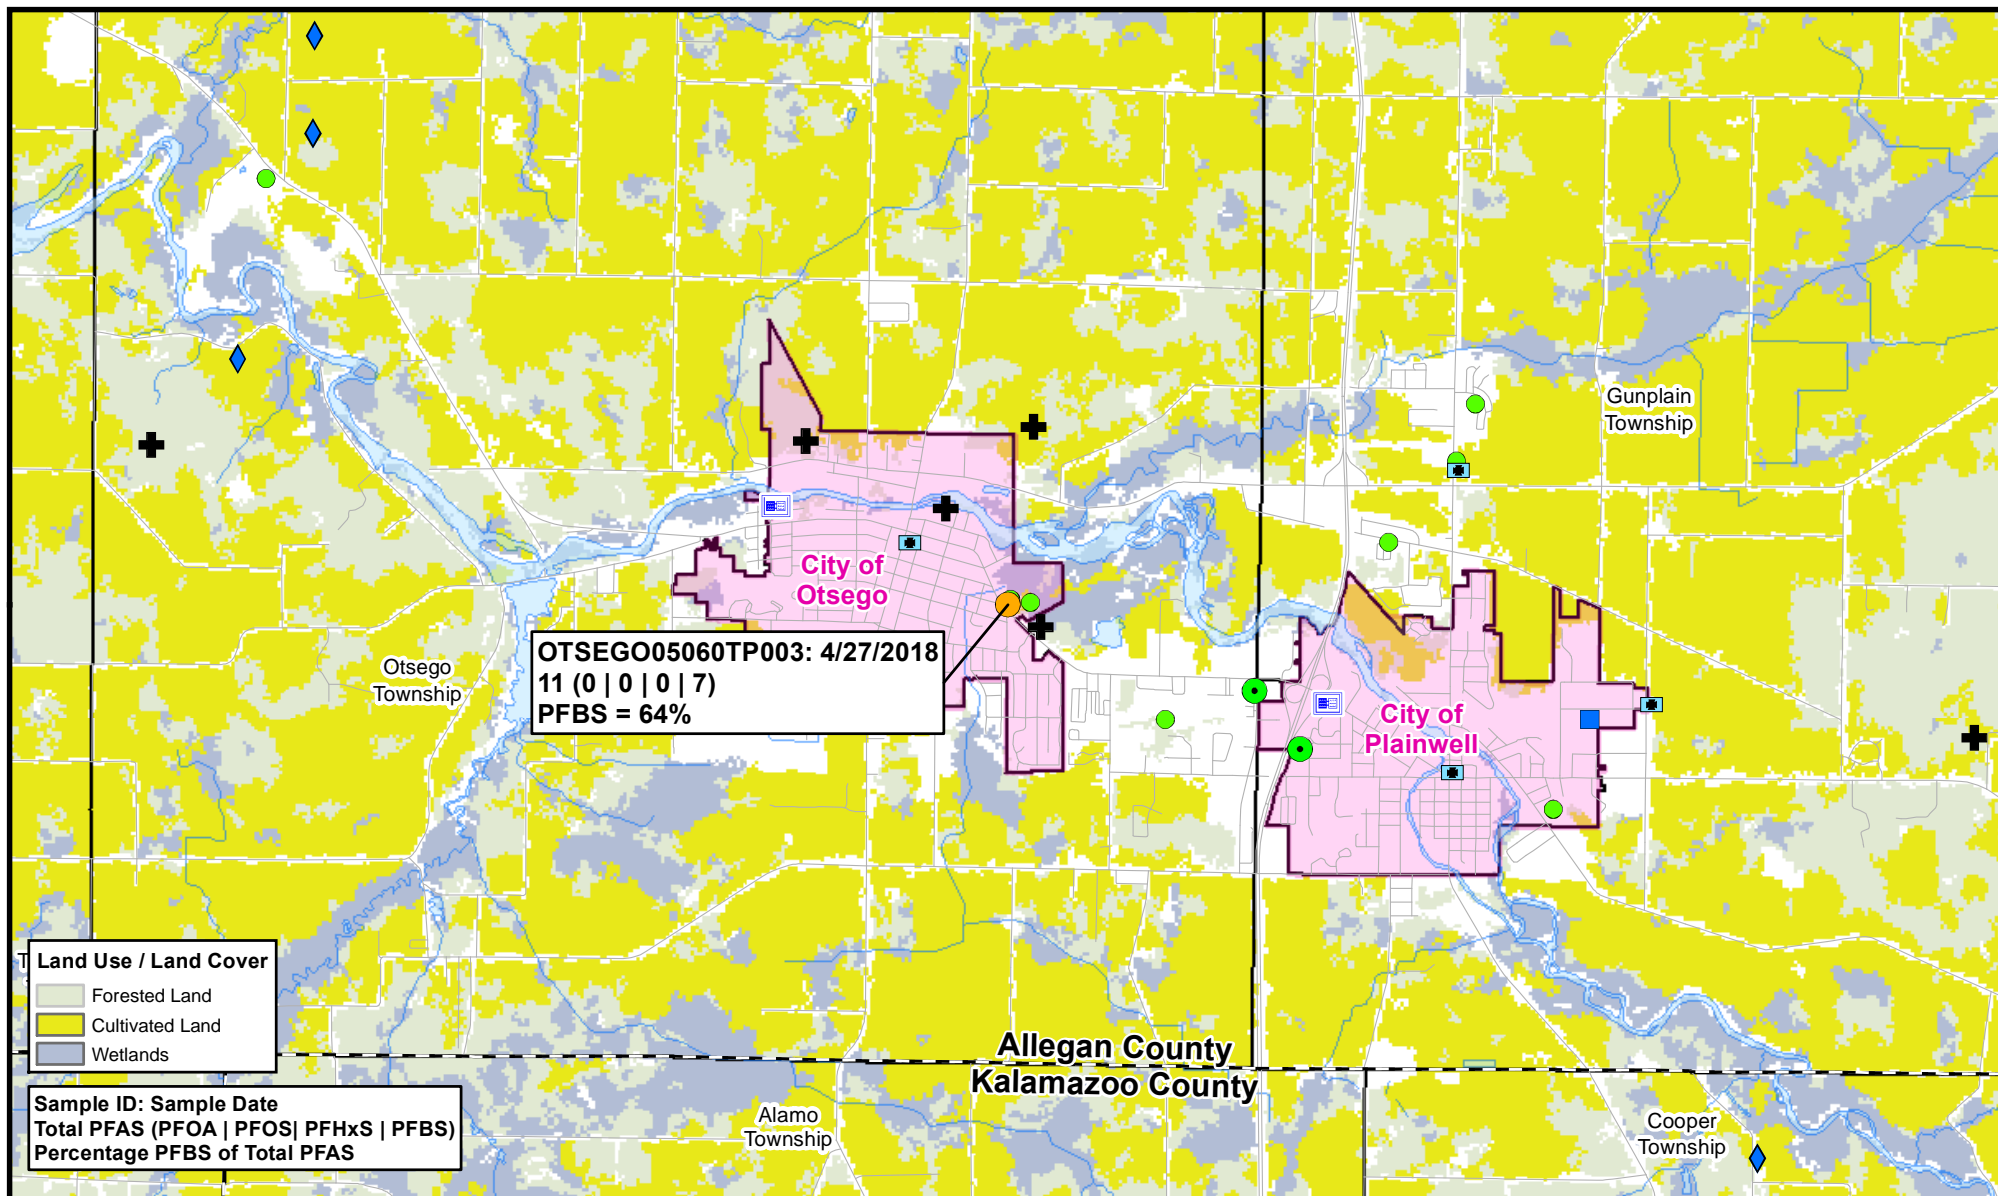 Gunplain
Township
City of
Otsego
OTSEGO05060TP003: 4/27/2018
11 (0 | 0 | 0 | 7)
PFBS = 64%
Otsego
Township
City of
Plainwell
T
Land Use / Land Cover
Forested Land
Cultivated Land
Wetlands
Allegan County
Kalamazoo County
Sample ID: Sample Date
Total PFAS (PFOA | PFOS| PFHxS | PFBS)
Percentage PFBS of Total PFAS
Alamo
Township
Cooper
Township